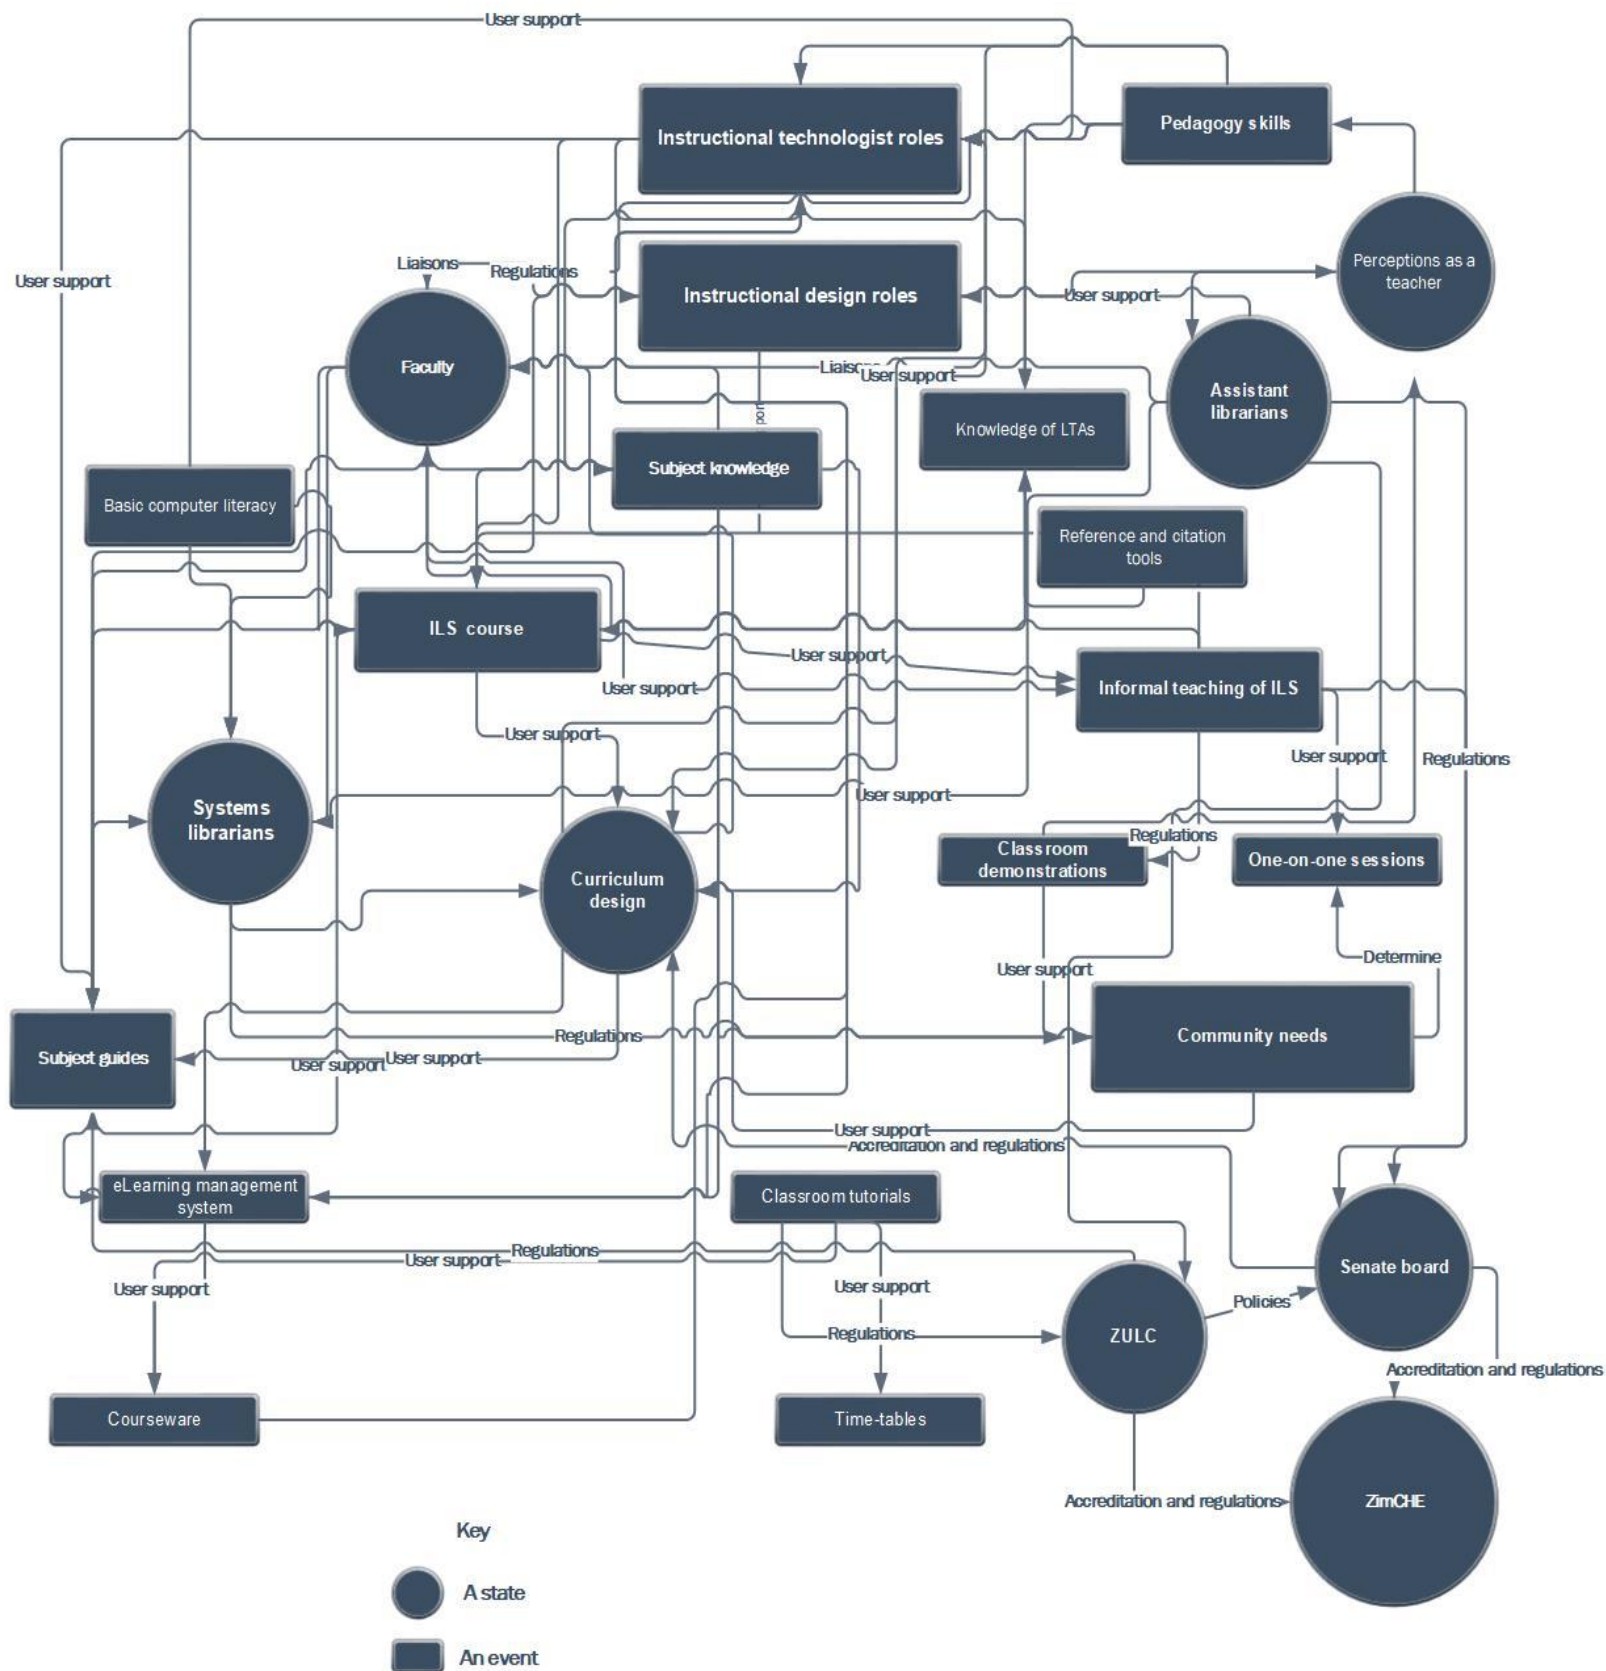 User support
Instructional technologist roles
Pedagogy skills
User support
Liaisons
Regulations
Instructional design roles
User support
Perceptions as a
teacher
Faculty
User support
Assistant
librarians
Knowledge of LTAs
Subject knowledge
Basic computer literacy
Reference and citation
tools
ILS course
User support
User support
Informal teaching of ILS
User support
User support
Regulations
Systems
librarians
User support
Regulations
Classroom
demonstrations
One-on-one sessions
Curriculum
design
User support
Determine
Regulations
Community needs
Subject guides
User support
User support
User support
Accreditation and regulations
eLearning management
system
Classroom tutorials
Regulations
User support
User support
User support
Senate board
Policies
Regulations
ZULC
Accreditation and regulations
Courseware
Time-tables
Accreditation and regulations
ZimCHE
Key
A state
An event